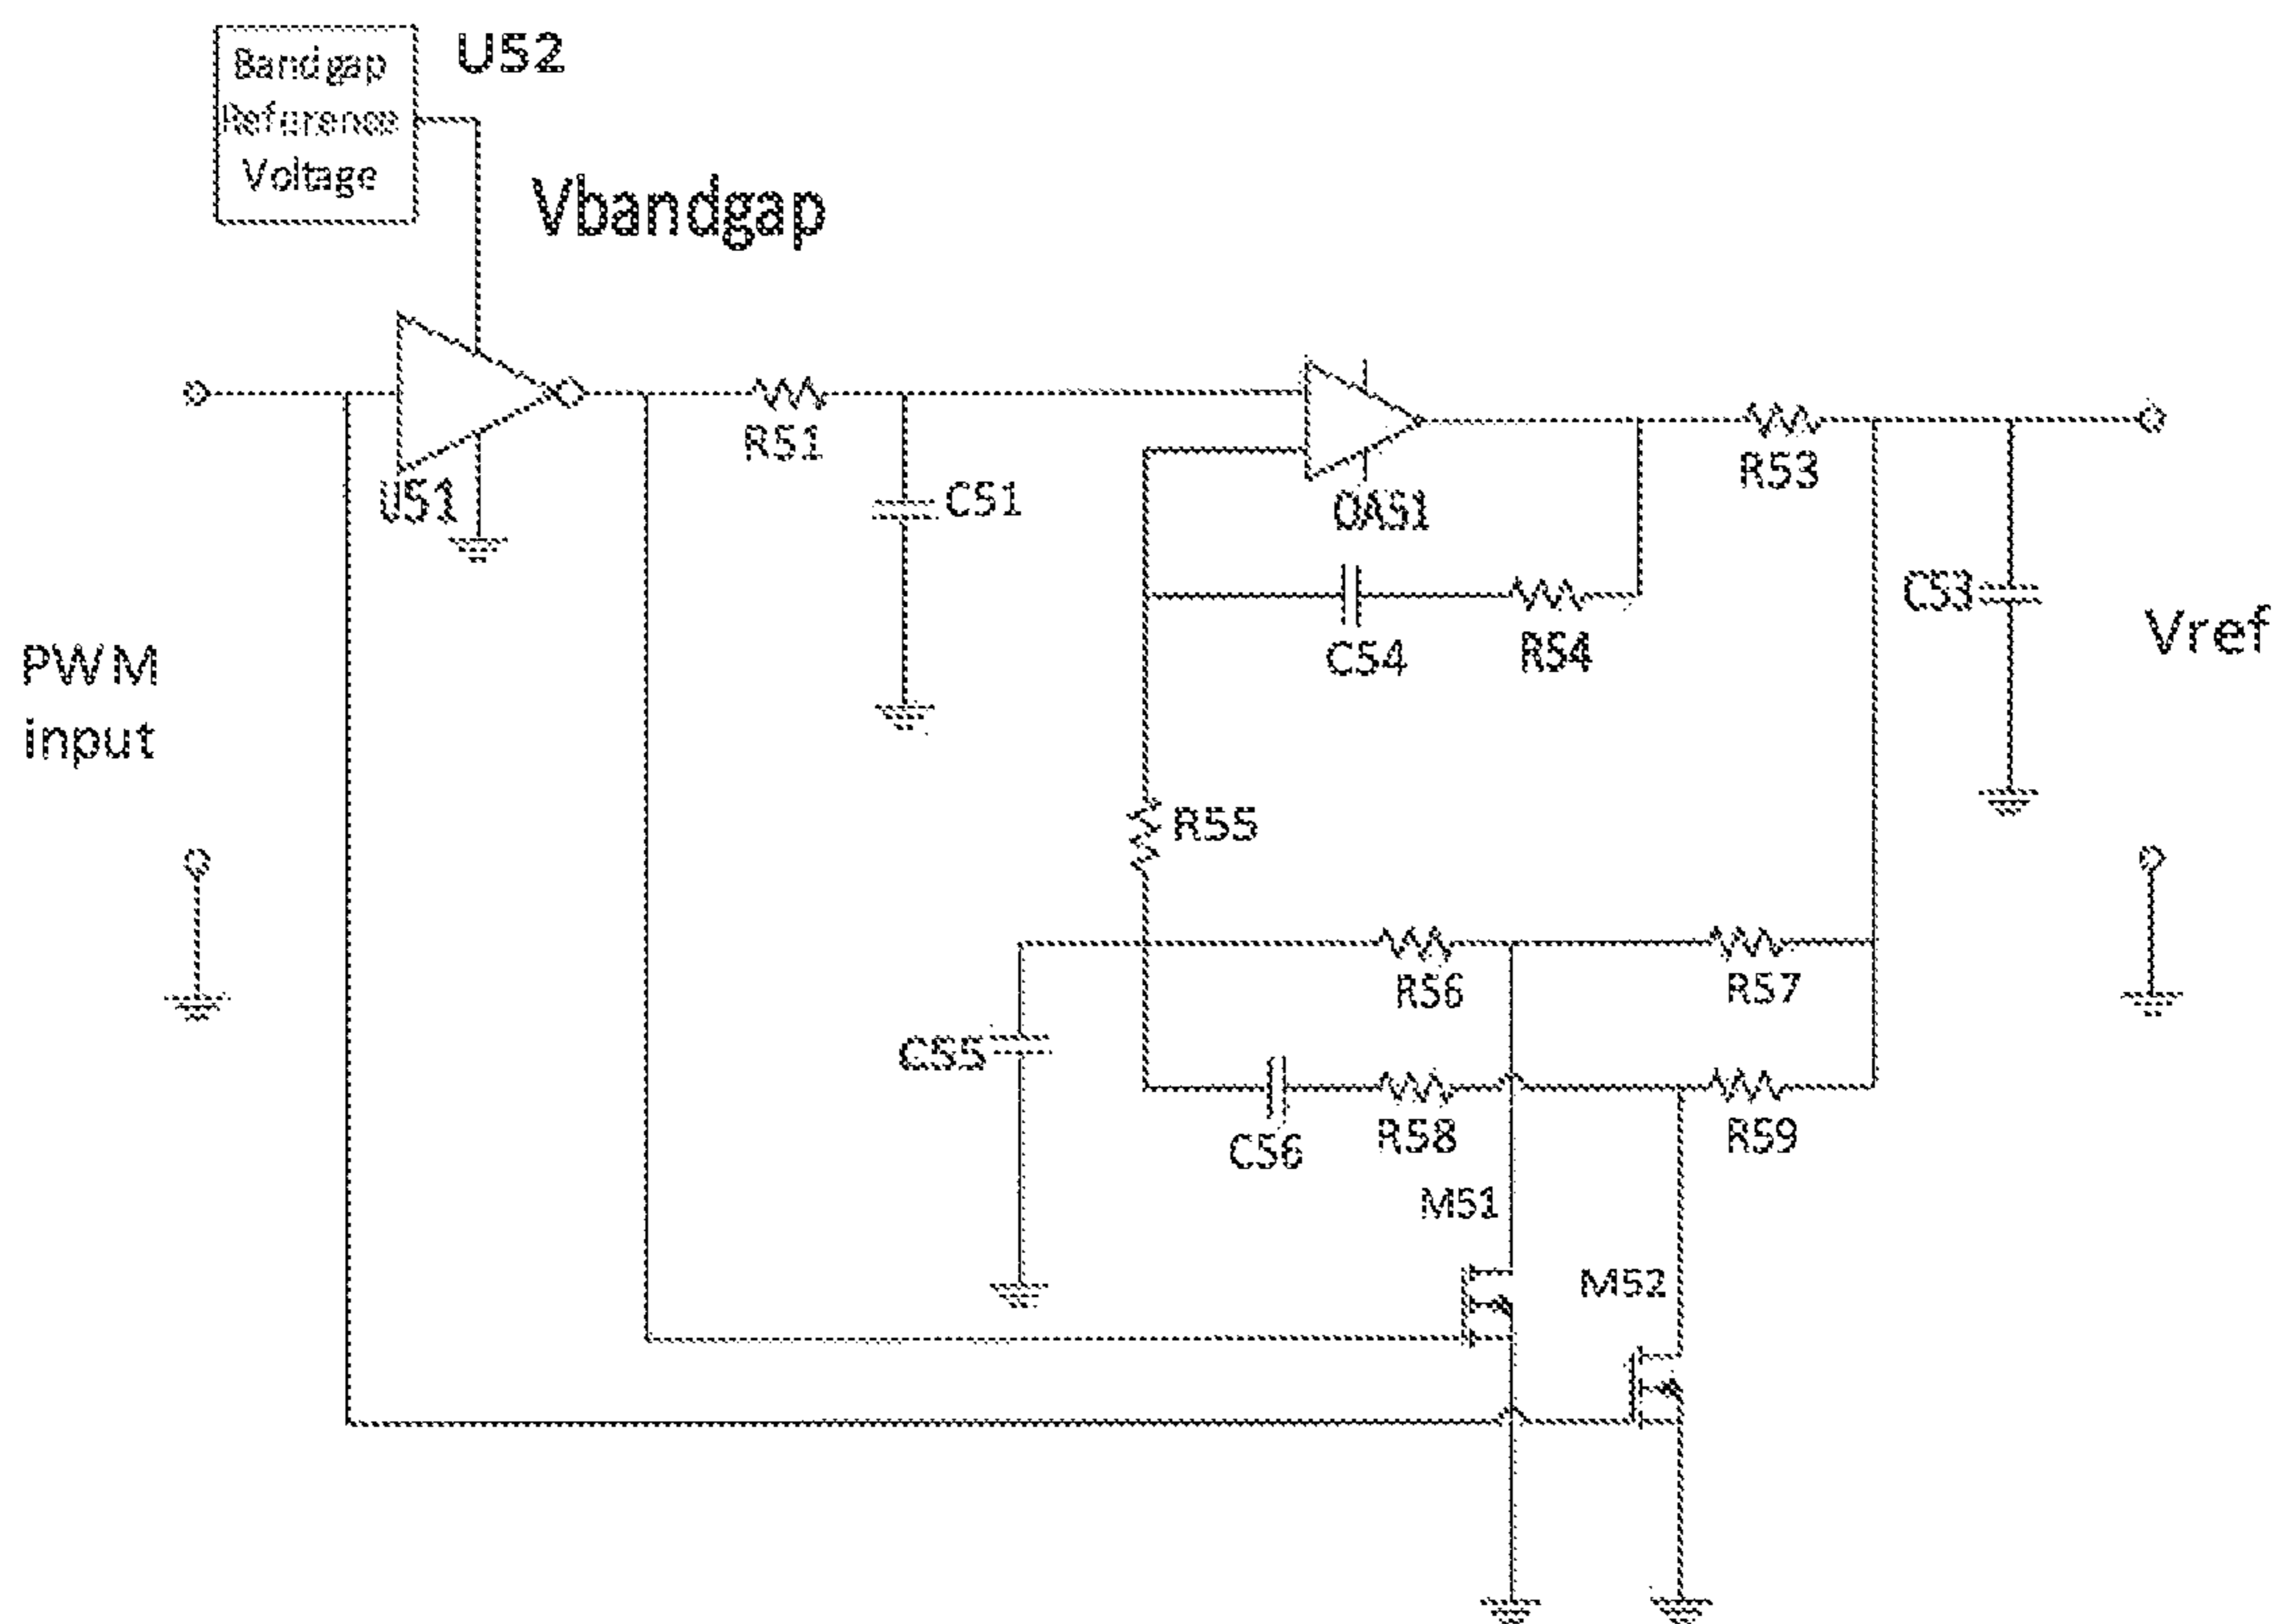 Bandgap
Reference
Voltage
U52
Vbandgap
U51
R51
C51
OA51
R53
C53
Vref
PWM
input
C54
R54
R55
R56
R57
C55
C56
R58
R59
M51
M52